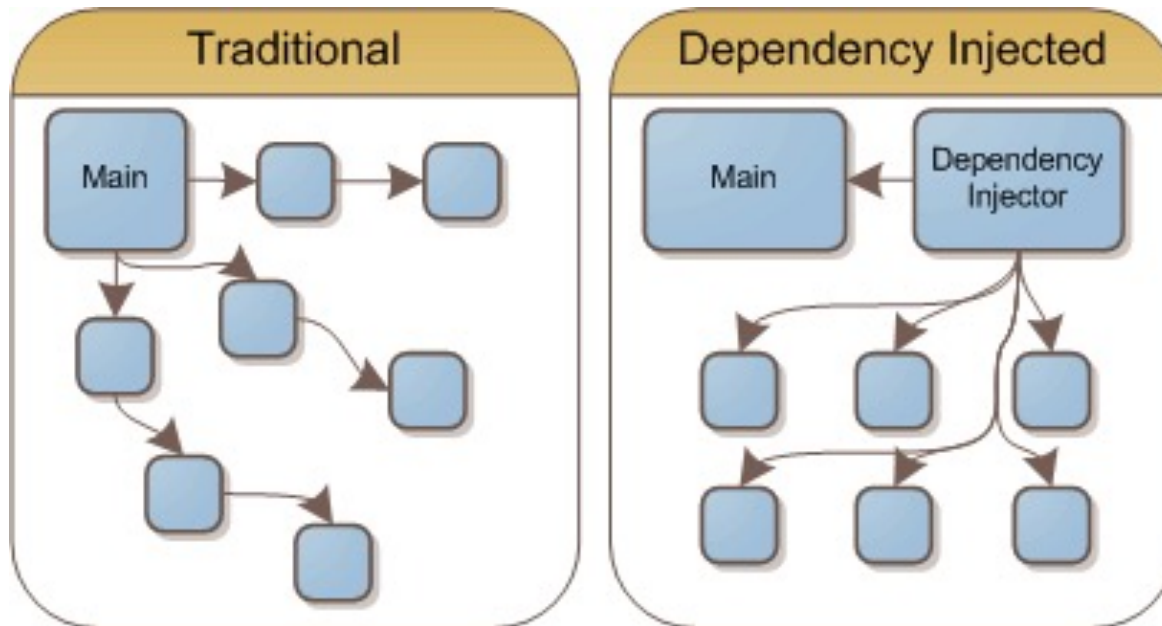 Traditional
Main
Dependency Injected
Main
Dependency
Injector